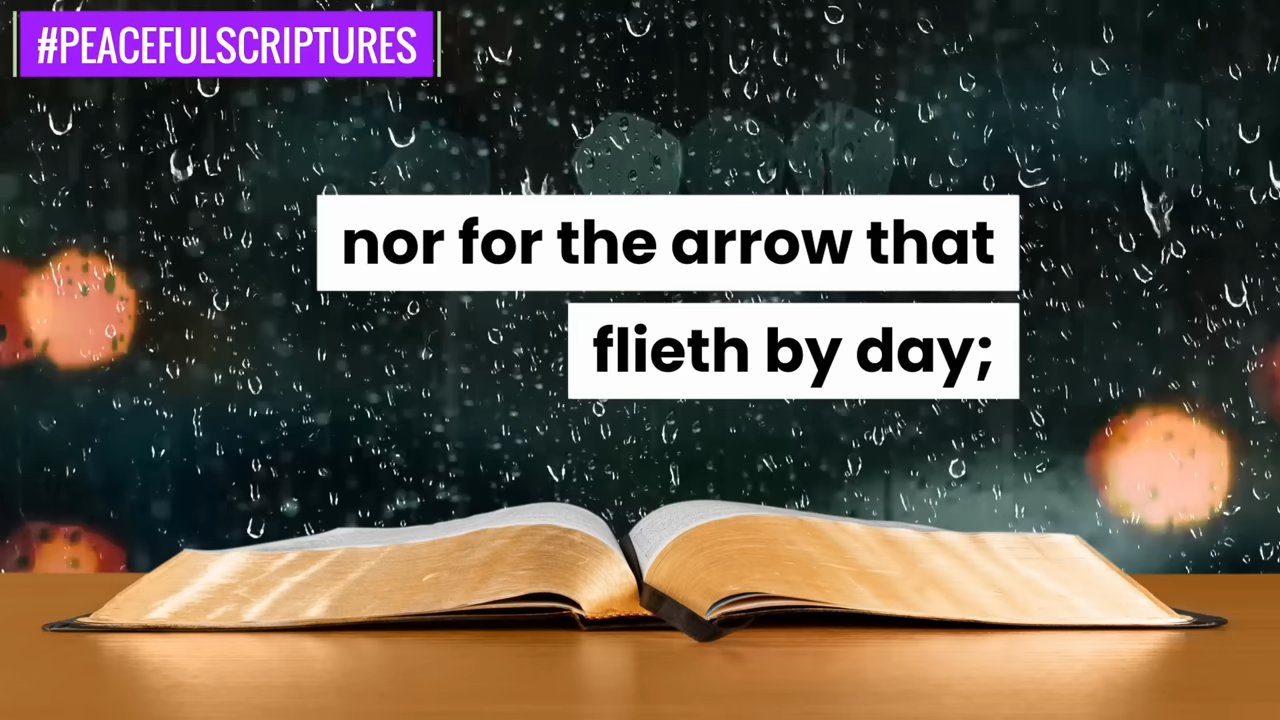 #PEACEFULSCRIPTURES
nor for the arrow that
flieth by day;